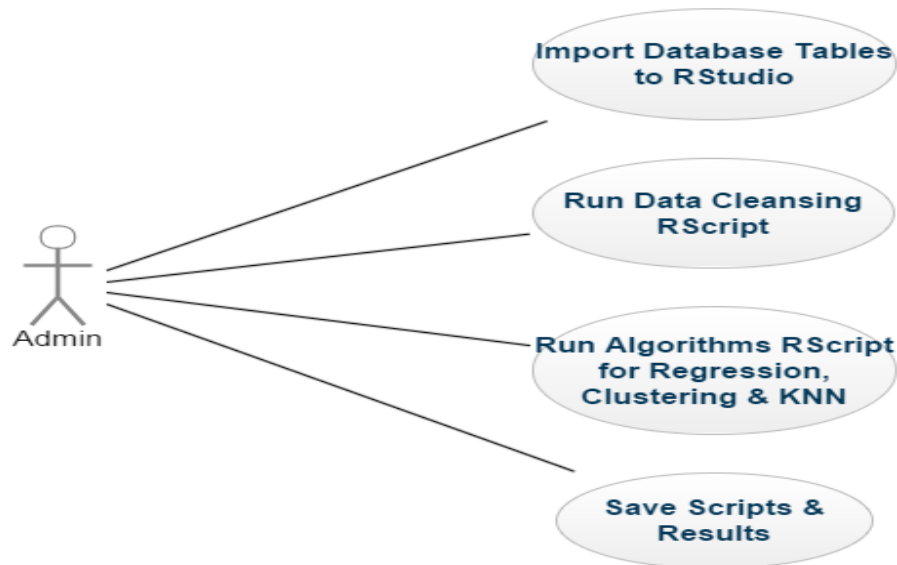 Import Database Tables
to RStudio
Run Data Cleansing
RScript
Admin
Run Algorithms RScript
for Regression,
Clustering & KNN
Save Scripts &
Results